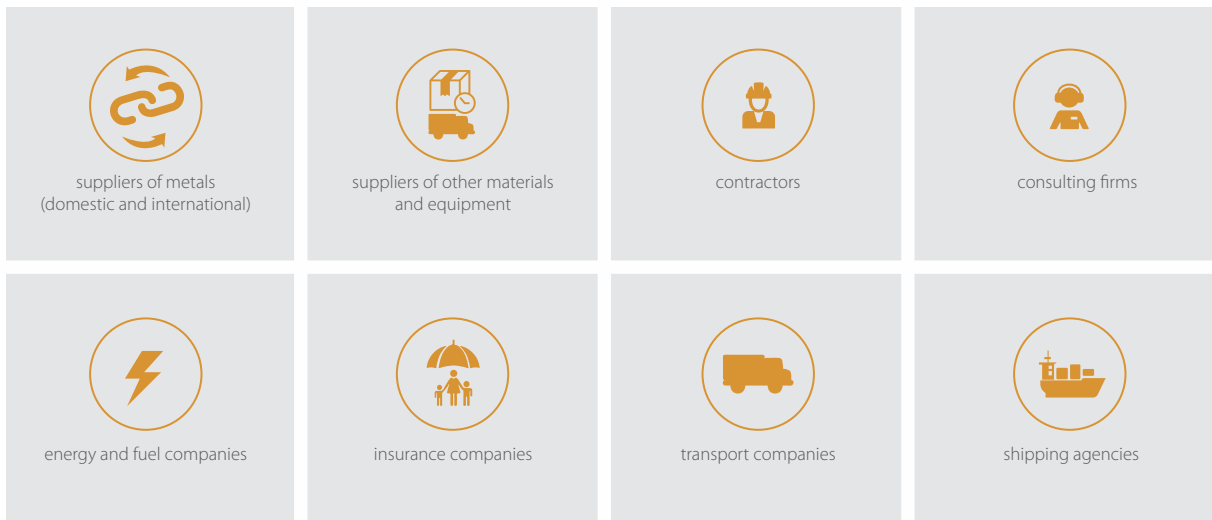 suppliers of metals
(domestic and international)
suppliers of other materials
and equipment
contractors
consulting firms
energy and fuel companies
insurance companies
transport companies
shipping agencies